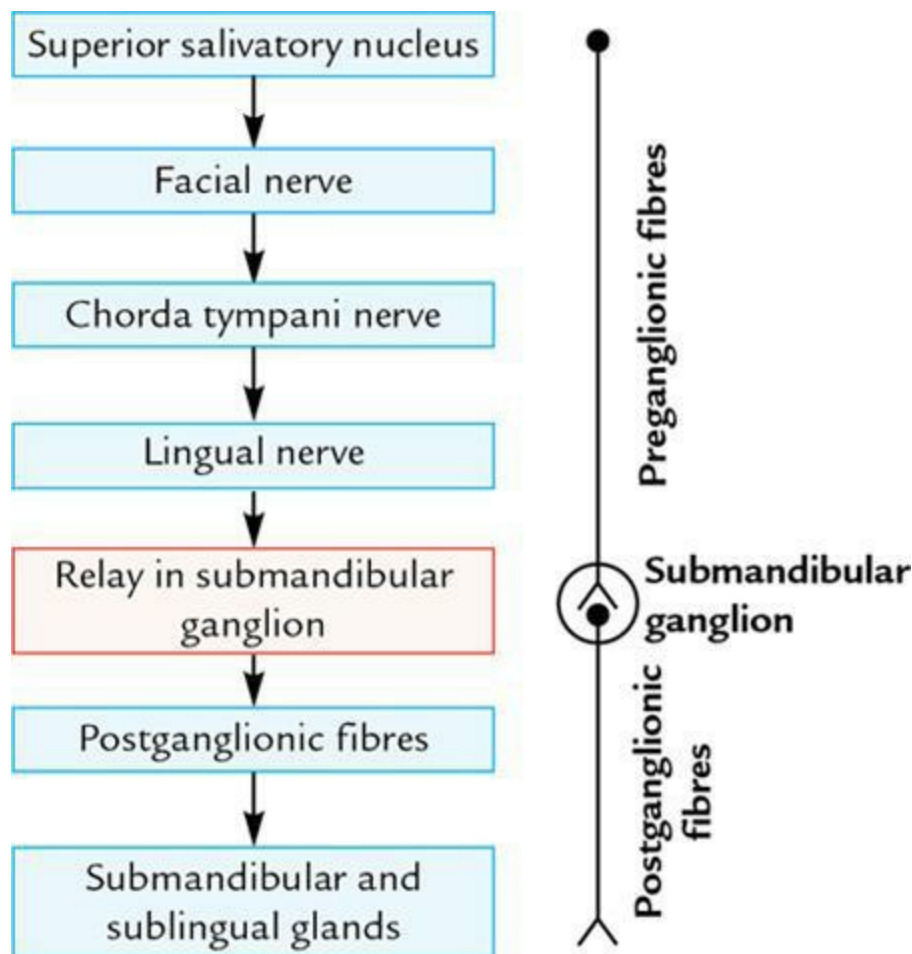 Superior salivatory nucleus
Facial nerve
Chorda tympani nerve
Lingual nerve
Relay in submandibular
ganglion
Postganglionic fibres
Submandibular and
sublingual glands
Preganglionic fibres
Submandibular
ganglion
Postganglionic
fibres